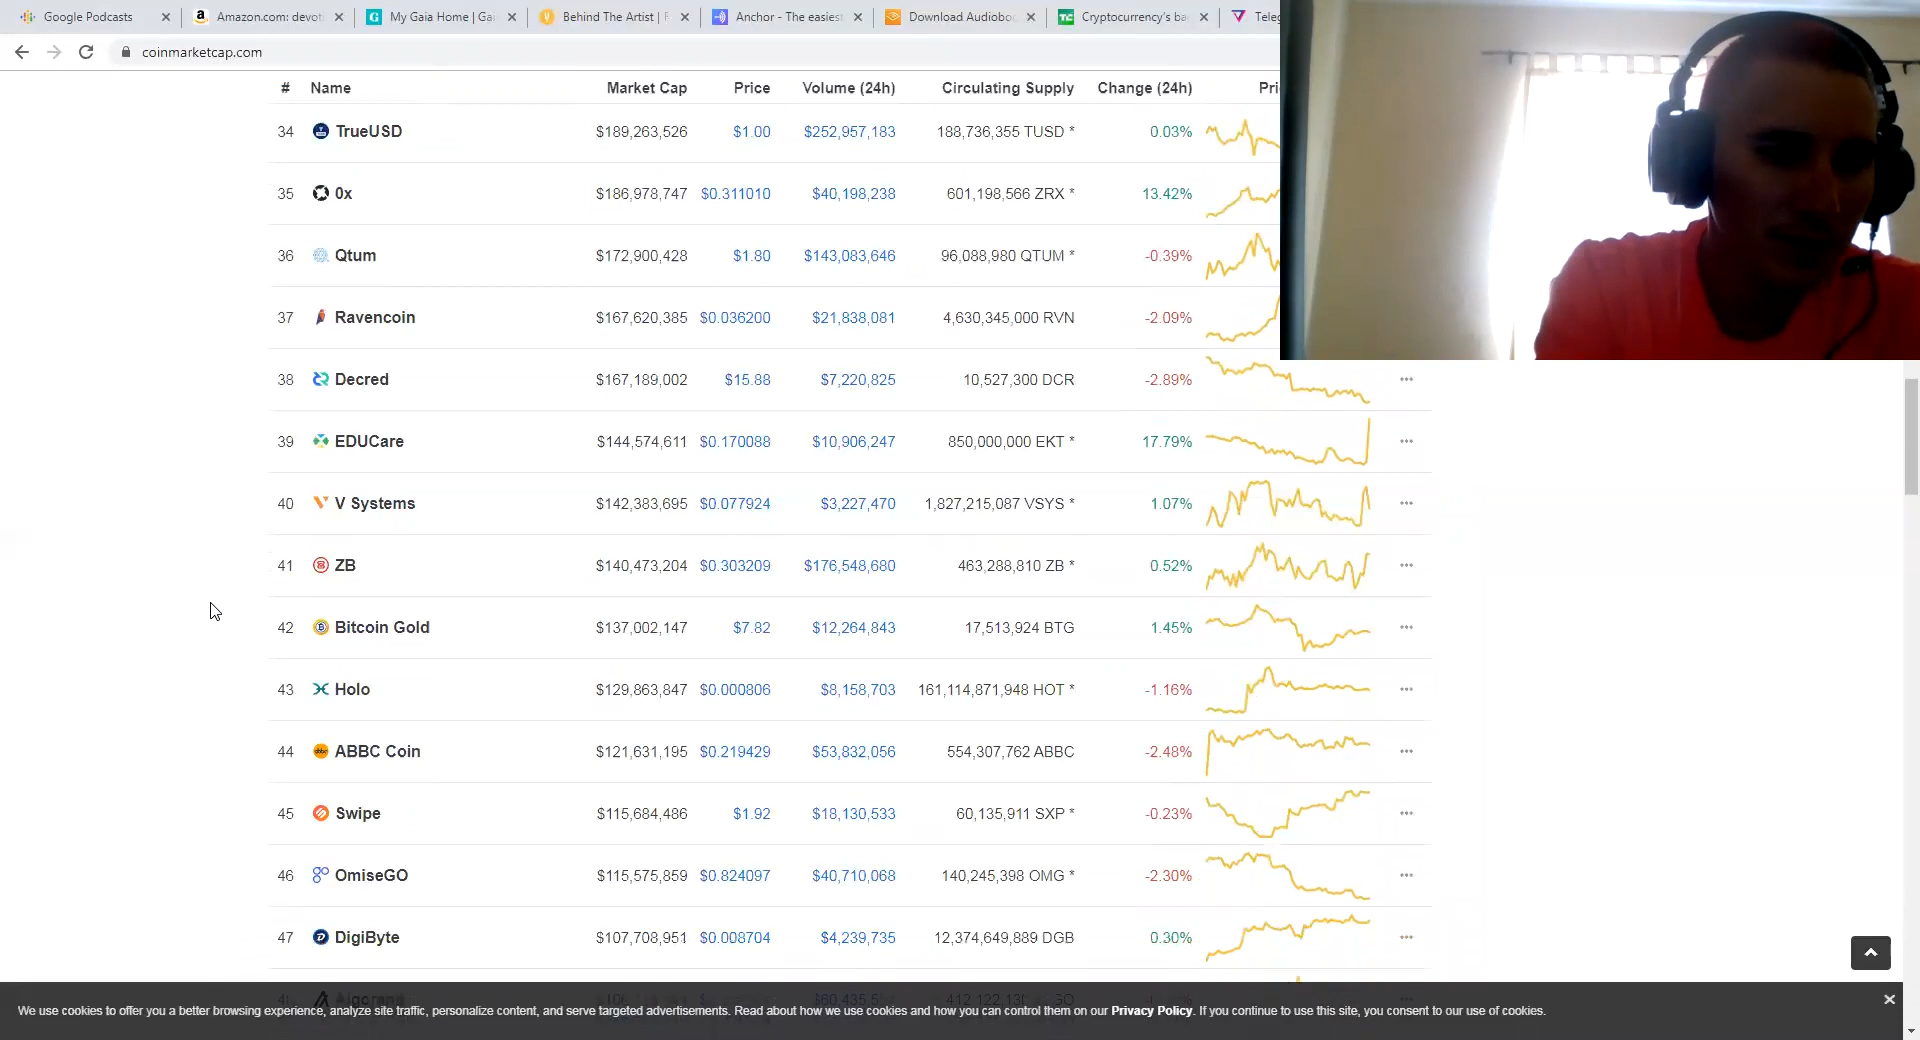 Google Podcasts
Amazon.com: devoti
My Gaia Home | Gai
Behind The Artist |
Anchor - The easiest
Download Audiobo
Cryptocurrency's ba
Teleg
coinmarketcap.com
# Name Market Cap Price Volume (24h) Circulating Supply Change (24h) Pri
34 TrueUSD $189,263,526 $1.00 $252,957,183 188,736,355 TUSD * 0.03%
35 0x $186,978,747 $0.311010 $40,198,238 601,198,566 ZRX * 13.42%
36 Qtum $172,900,428 $1.80 $143,083,646 96,088,980 QTUM * -0.39%
37 Ravencoin $167,620,385 $0.036200 $21,838,081 4,630,345,000 RVN -2.09%
38 Decred $167,189,002 $15.88 $7,220,825 10,527,300 DCR -2.89%
39 EDUCare $144,574,611 $0.170088 $10,906,247 850,000,000 EKT * 17.79%
40 V Systems $142,383,695 $0.077924 $3,227,470 1,827,215,087 VSYS * 1.07%
41 ZB $140,473,204 $0.303209 $176,548,680 463,288,810 ZB * 0.52%
42 Bitcoin Gold $137,002,147 $7.82 $12,264,843 17,513,924 BTG 1.45%
43 Holo $129,863,847 $0.000806 $8,158,703 161,114,871,948 HOT * -1.16%
44 ABBC Coin $121,631,195 $0.219429 $53,832,056 554,307,762 ABBC -2.48%
45 Swipe $115,684,486 $1.92 $18,130,533 60,135,911 SXP * -0.23%
46 OmiseGO $115,575,859 $0.824097 $40,710,068 140,245,398 OMG * -2.30%
47 DigiByte $107,708,951 $0.008704 $4,239,735 12,374,649,889 DGB 0.30%
We use cookies to offer you a better browsing experience, analyze site traffic, personalize content, and serve targeted advertisements. Read about how we use cookies and how you can control them on our Privacy Policy. If you continue to use this site, you consent to our use of cookies.